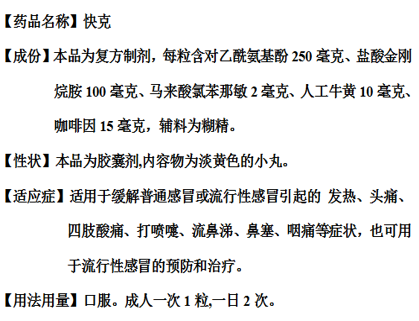 【药品名称】快克
【成份】本品为复方制剂，每粒含对乙酰氨基酚 250 毫克、盐酸金刚
烷胺 100 毫克、马来酸氯苯那敏 2 毫克、人工牛黄 10 毫克、
咖啡因 15 毫克，辅料为糊精。
【性状】本品为胶囊剂,内容物为淡黄色的小丸。
【适应症】适用于缓解普通感冒或流行性感冒引起的 发热、头痛、
四肢酸痛、打喷嚏、流鼻涕、鼻塞、咽痛等症状，也可用
于流行性感冒的预防和治疗。
【用法用量】口服。成人一次 1 粒,一日 2 次。